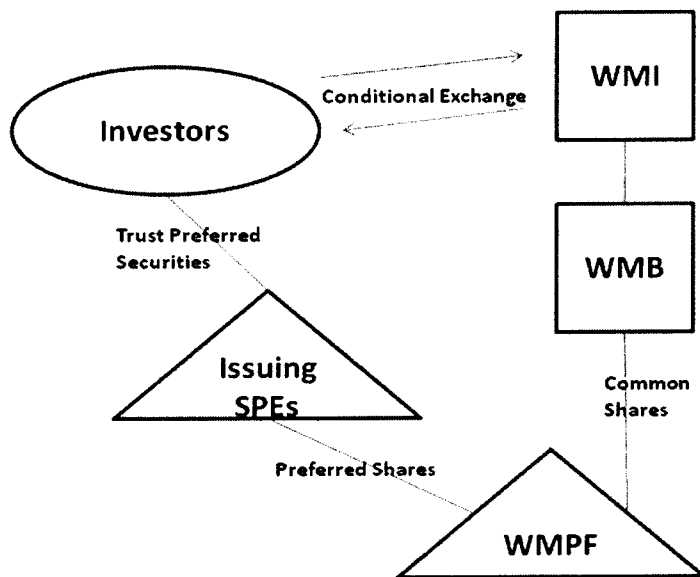 WMI
Conditional Exchange
Investors
Trust Preferred
Securities
WMB
Issuing
SPEs
Common
Shares
Preferred Shares
WMPF